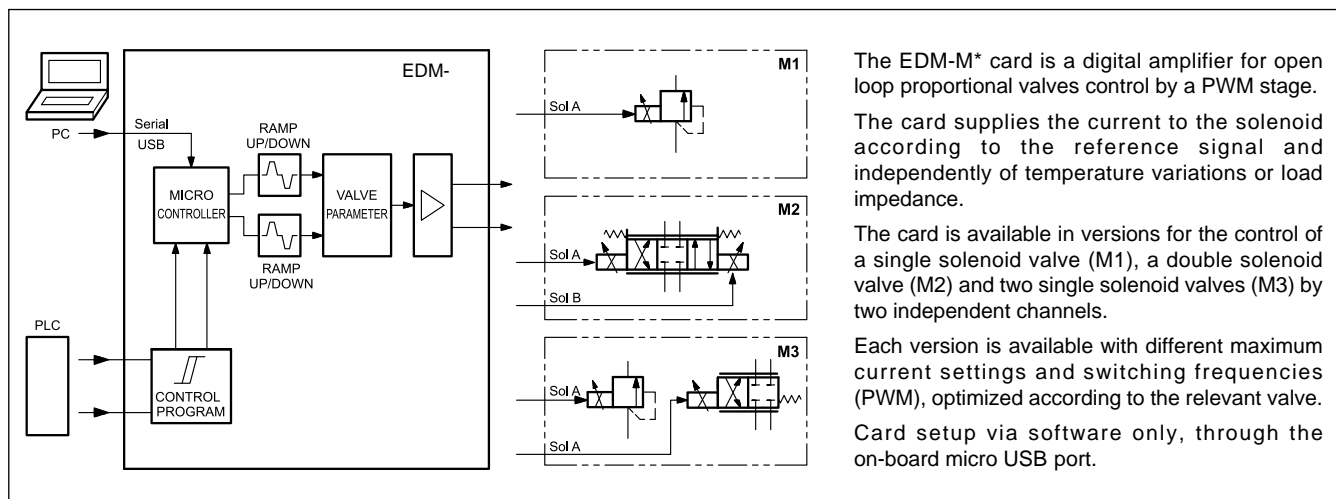 EDM-
PC
Serial
USB
RAMP
UP/DOWN
MICRO
CONTROLLER
VALVE
PARAMETER
RAMP
UP/DOWN
PLC
CONTROL
PROGRAM
M1
Sol A
M2
Sol A
Sol B
M3
Sol A
Sol A
The EDM-M* card is a digital amplifier for open
loop proportional valves control by a PWM stage.
The card supplies the current to the solenoid
according to the reference signal and
independently of temperature variations or load
impedance.
The card is available in versions for the control of
a single solenoid valve (M1), a double solenoid
valve (M2) and two single solenoid valves (M3) by
two independent channels.
Each version is available with different maximum
current settings and switching frequencies
(PWM), optimized according to the relevant valve.
Card setup via software only, through the
on-board micro USB port.